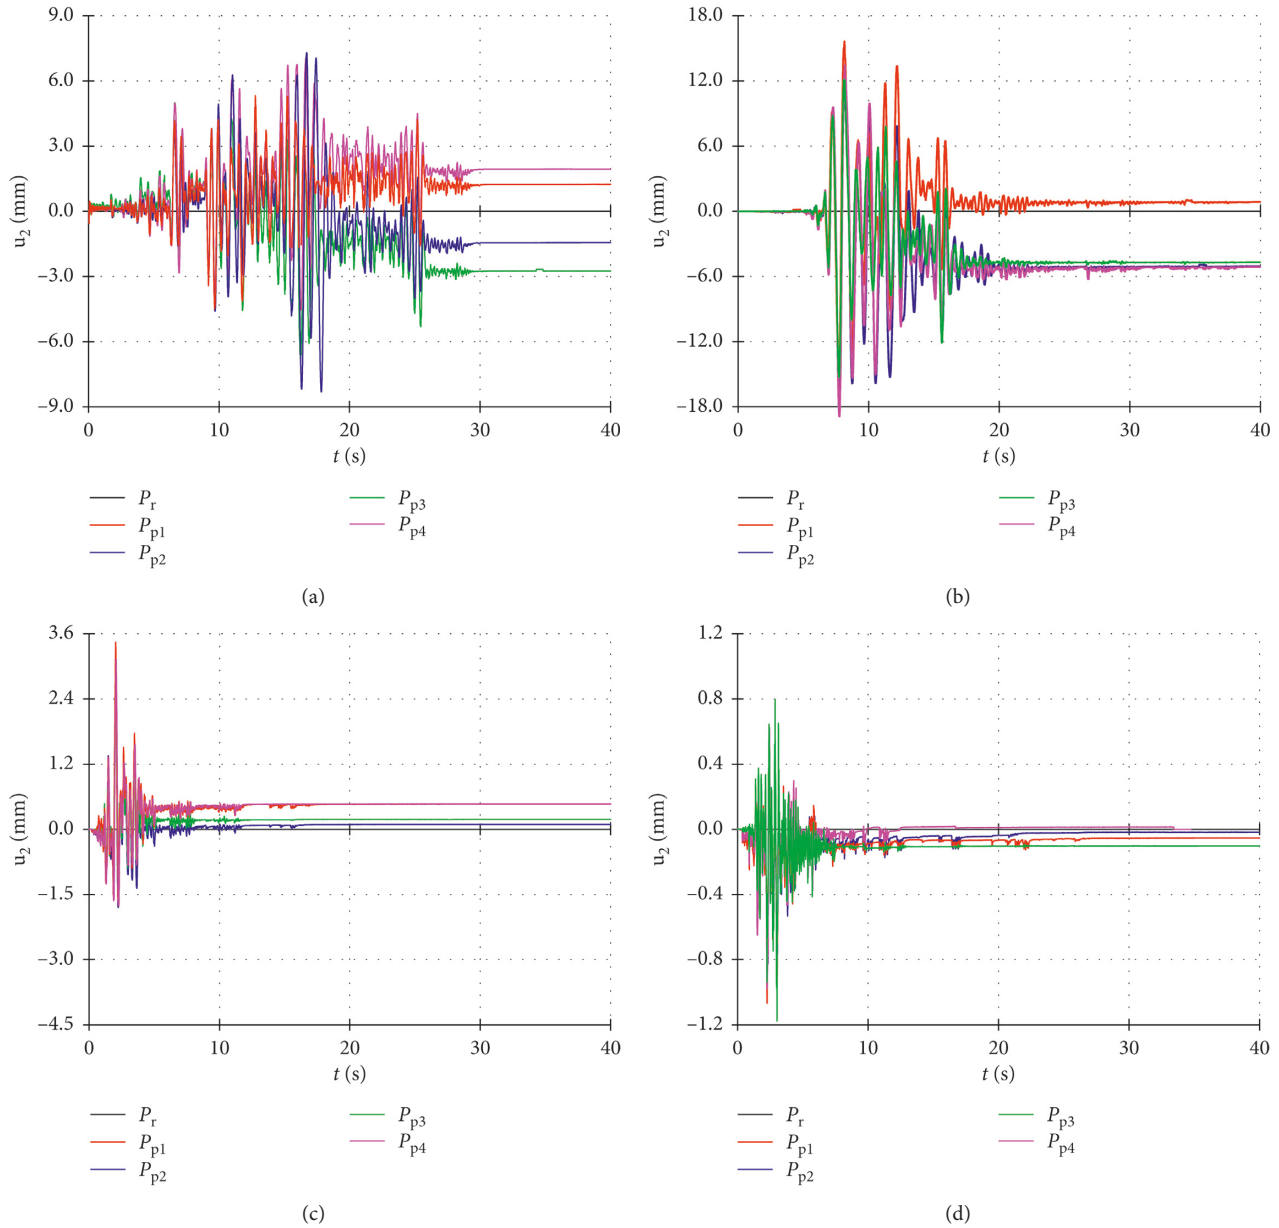 9.0
6.0
3.0
0.0
−3.0
−6.0
−9.0
u2 (mm)
0 10 20 30 40
t (s)
Pr
Pp1
Pp2
Pp3
Pp4
(a)
18.0
12.0
6.0
0.0
−6.0
−12.0
−18.0
u2 (mm)
0 10 20 30 40
t (s)
Pr
Pp1
Pp2
Pp3
Pp4
(b)
3.6
2.4
1.2
0.0
−1.5
−3.0
−4.5
u2 (mm)
0 10 20 30 40
t (s)
Pr
Pp1
Pp2
Pp3
Pp4
(c)
1.2
0.8
0.4
0.0
−0.4
−0.8
−1.2
u2 (mm)
0 10 20 30 40
t (s)
Pr
Pp1
Pp2
Pp3
Pp4
(d)